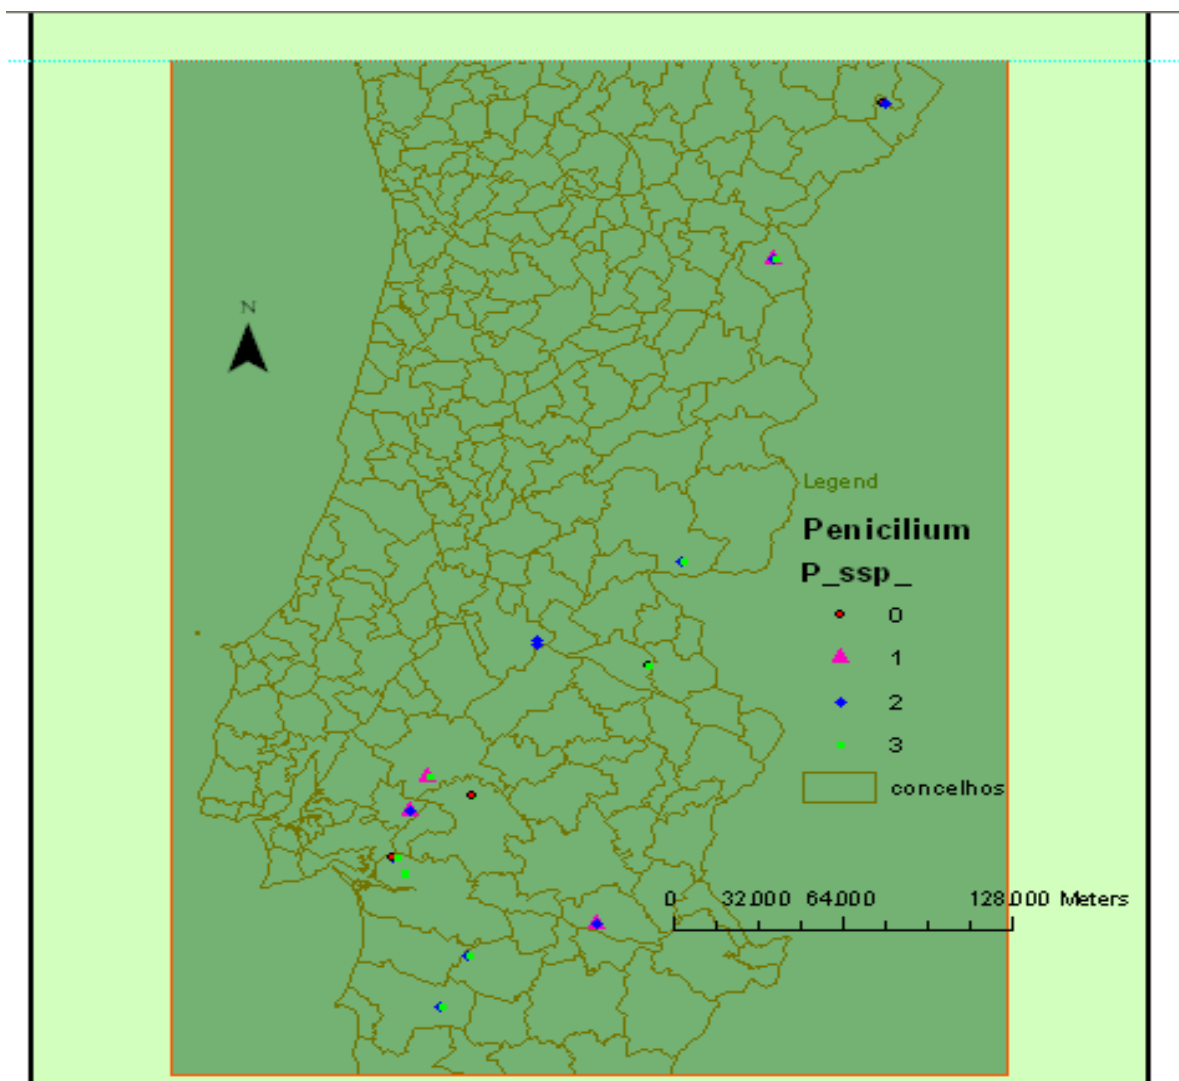 N
Legend
Penicilium
P_ssp_
0
1
2
3
concelhos
0 32.000 64.000 128.000 Meters